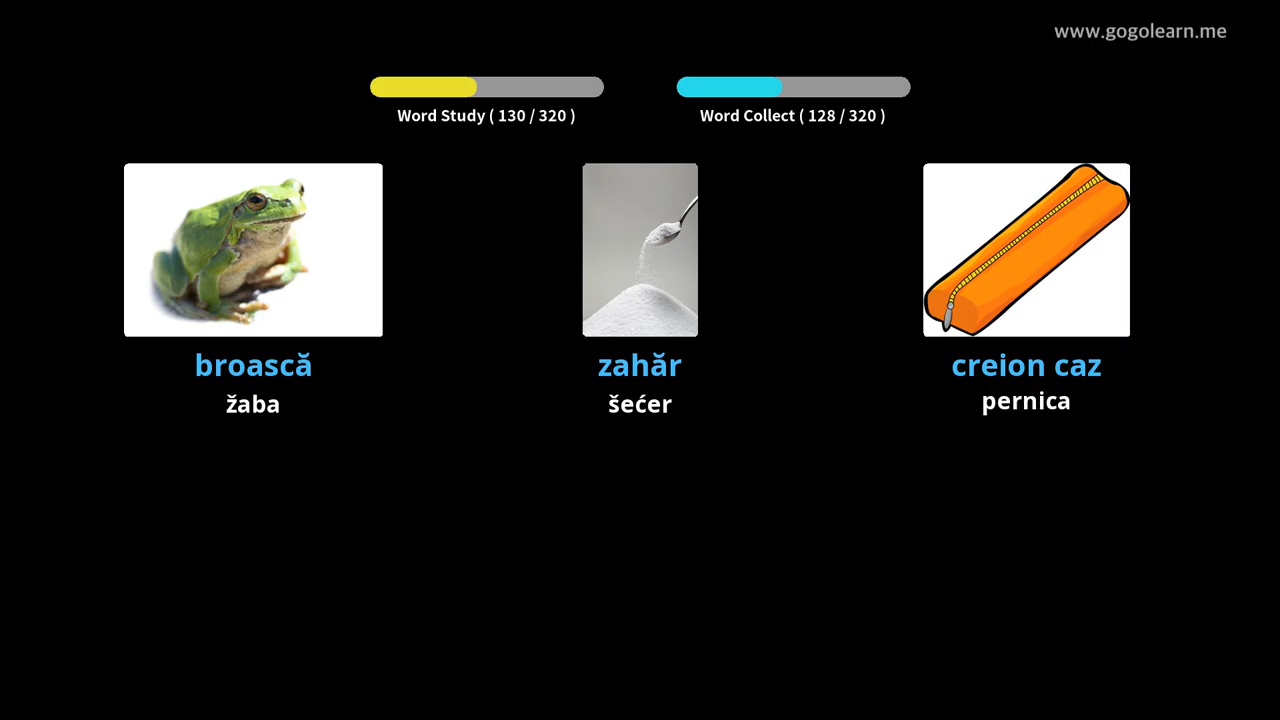 www.gogolearn.me
Word Study ( 130 / 320 )
Word Collect ( 128 / 320 )
broască
zahăr
creion caz
žaba
šećer
pernica